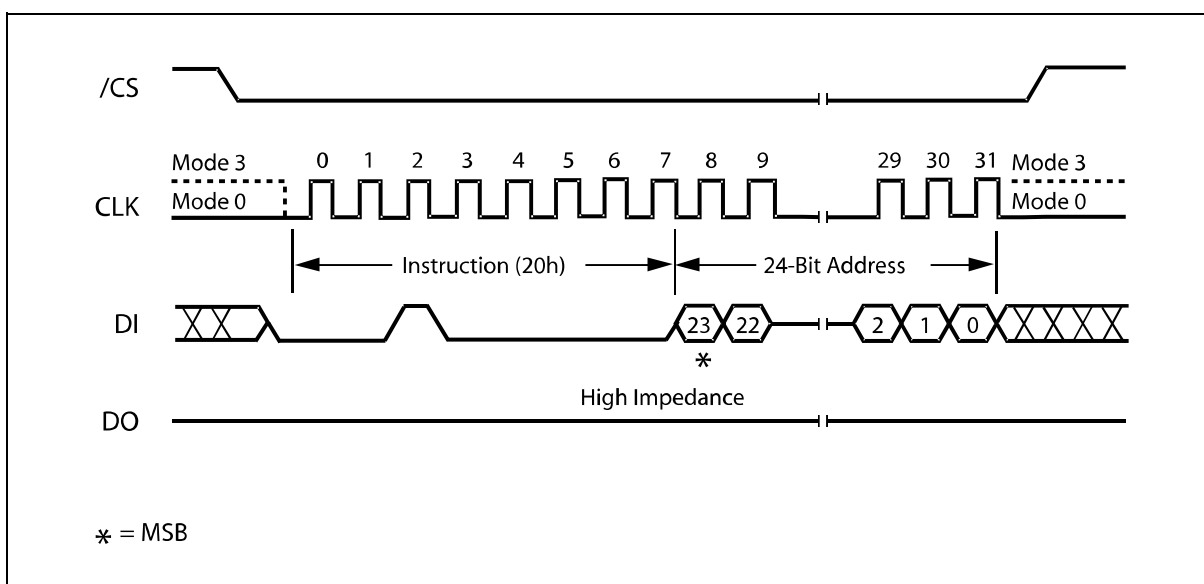 /CS
Mode 3 0 1 2 3 4 5 6 7 8 9 29 30 31 Mode 3
CLK Mode 0 Mode 0
Instruction (20h) 24-Bit Address
DI 23 22 2 1 0
*
High Impedance
DO
* = MSB